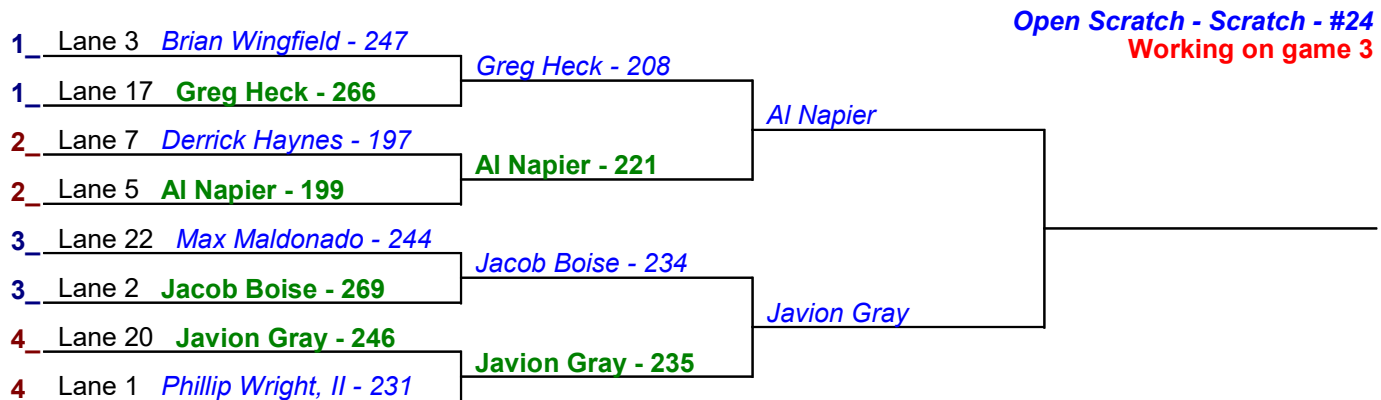 Open Scratch - Scratch - #24
Working on game 3
1_ Lane 3 Brian Wingfield - 247
Greg Heck - 208
1_ Lane 17 Greg Heck - 266
Al Napier
2_ Lane 7 Derrick Haynes - 197
Al Napier - 221
2_ Lane 5 Al Napier - 199
3_ Lane 22 Max Maldonado - 244
Jacob Boise - 234
3_ Lane 2 Jacob Boise - 269
Javion Gray
4_ Lane 20 Javion Gray - 246
Javion Gray - 235
4 Lane 1 Phillip Wright, II - 231